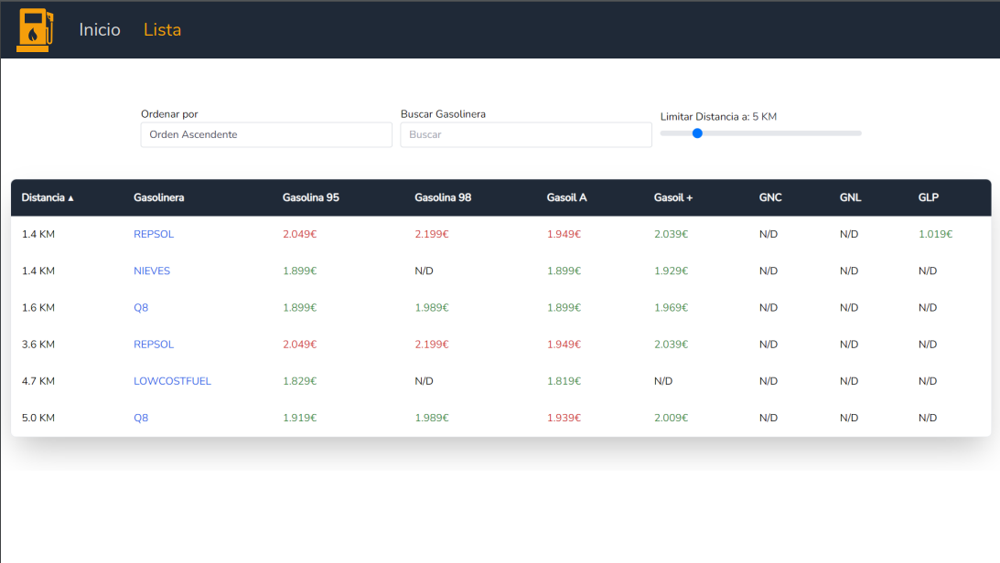 Inicio Lista
Ordenar por Buscar Gasolinera Limitar Distancia a: 5 KM
Orden Ascendente Buscar
Distancia ▲ Gasolinera Gasolina 95 Gasolina 98 Gasoil A Gasoil + GNC GNL GLP
1.4 KM REPSOL 2.049€ 2.199€ 1.949€ 2.039€ N/D N/D 1.019€
1.4 KM NIEVES 1.899€ N/D 1.899€ 1.929€ N/D N/D N/D
1.6 KM Q8 1.899€ 1.989€ 1.899€ 1.969€ N/D N/D N/D
3.6 KM REPSOL 2.049€ 2.199€ 1.949€ 2.039€ N/D N/D N/D
4.7 KM LOWCOSTFUEL 1.829€ N/D 1.819€ N/D N/D N/D N/D
5.0 KM Q8 1.919€ 1.989€ 1.939€ 2.009€ N/D N/D N/D